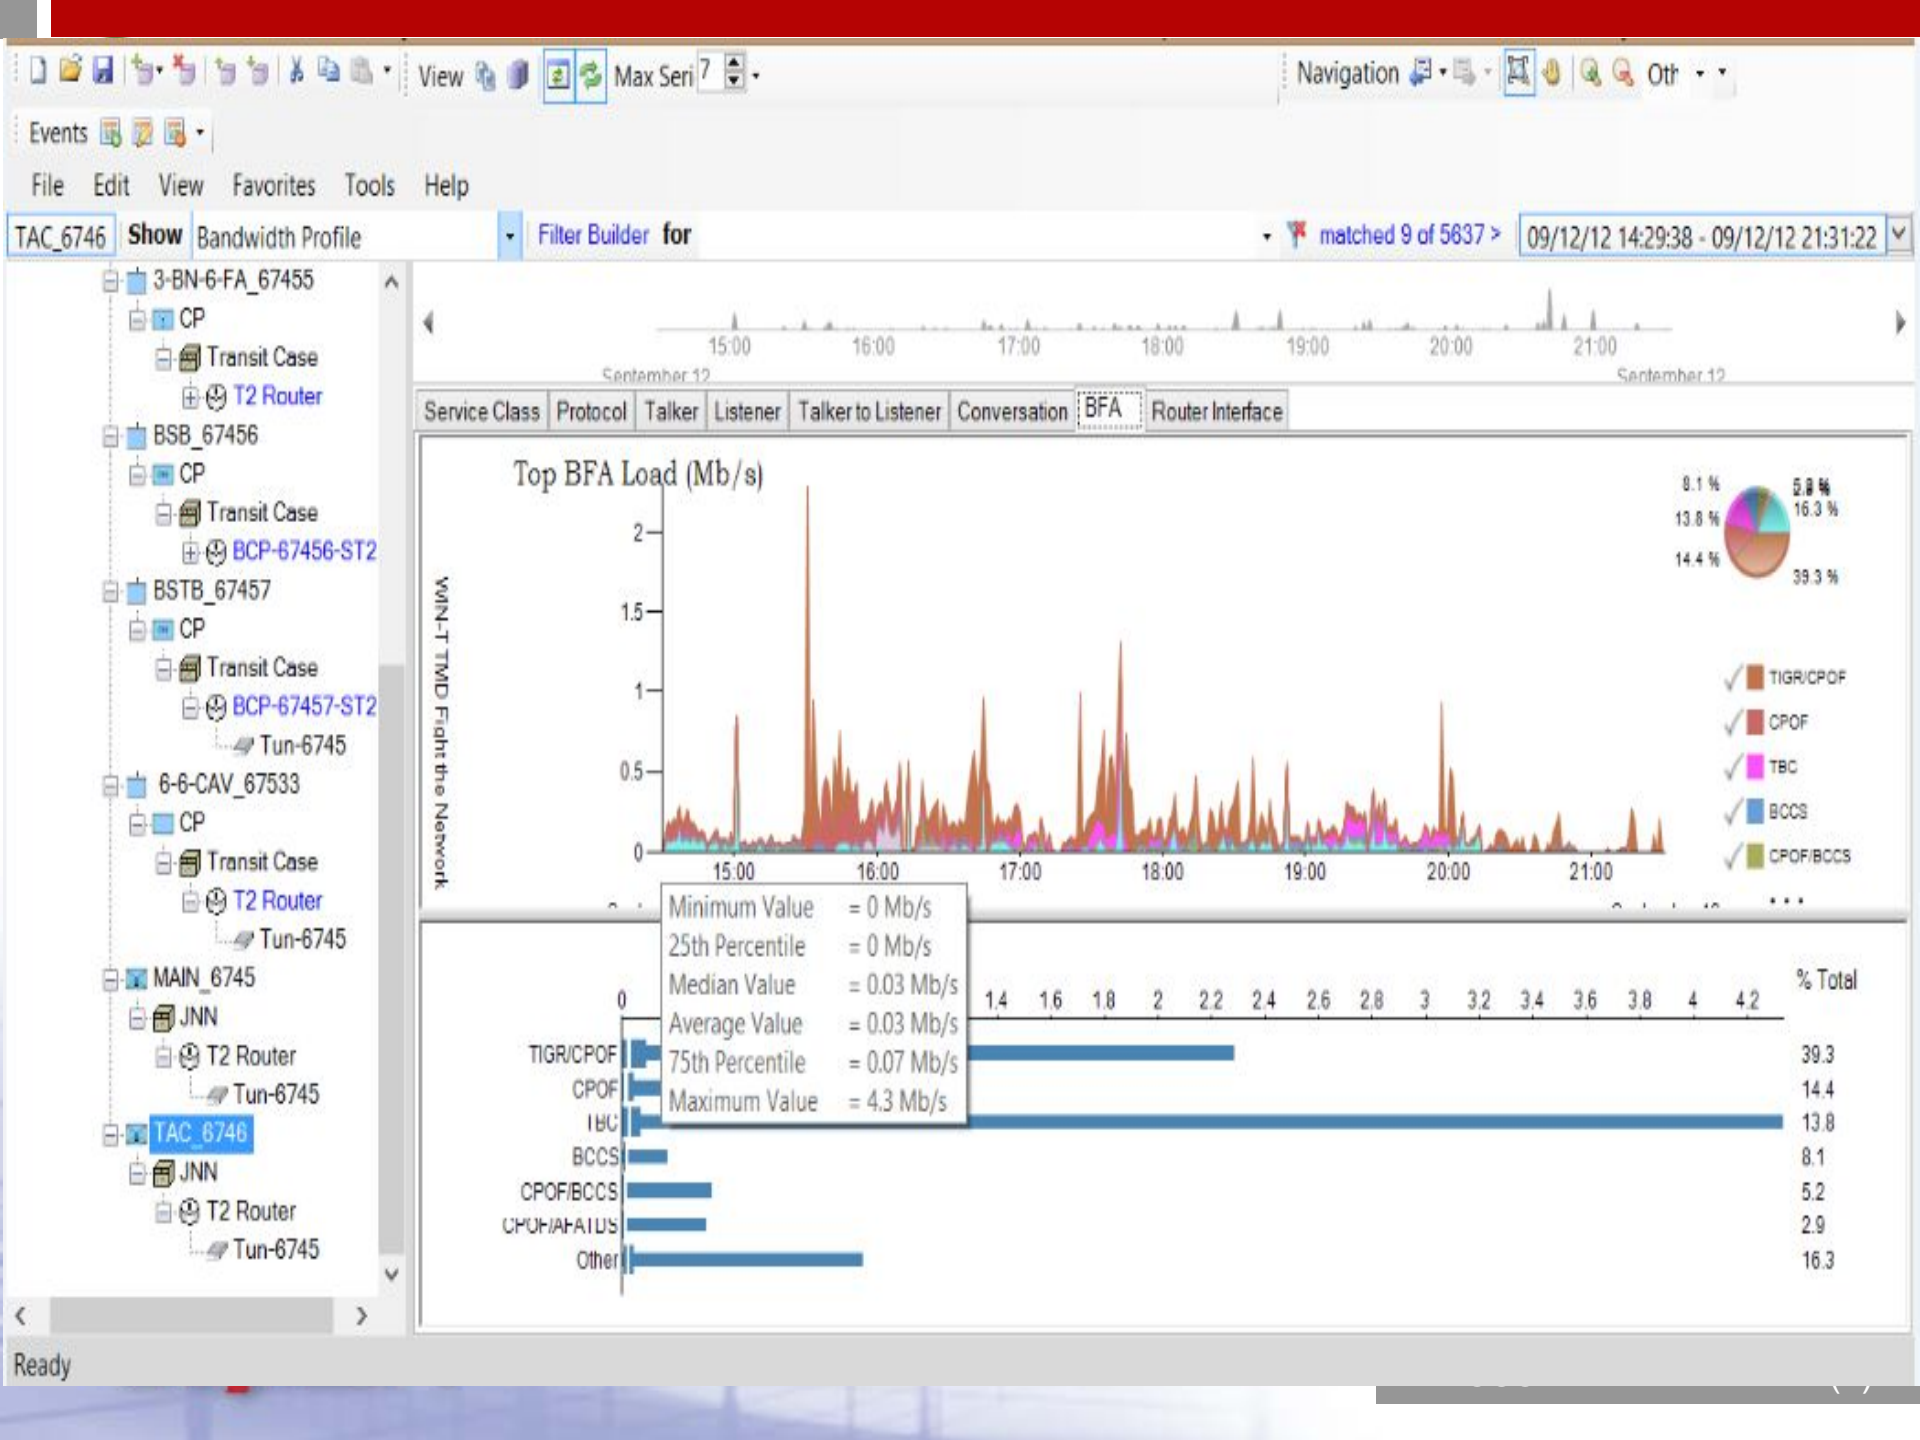 View Max Seri 7 Navigation Oth
Events
File Edit View Favorites Tools Help
TAC_6746 Show Bandwidth Profile Filter Builder for matched 9 of 5637 > 09/12/12 14:29:38 - 09/12/12 21:31:22
3-BN-6-FA_67455
CP
Transit Case
T2 Router
BSB_67456
CP
Transit Case
BCP-67456-ST2
BSTB_67457
CP
Transit Case
BCP-67457-ST2
Tun-6745
6-6-CAV_67533
CP
Transit Case
T2 Router
Tun-6745
MAIN_6745
JNN
T2 Router
Tun-6745
TAC_6746
JNN
T2 Router
Tun-6745
15:00 16:00 17:00 18:00 19:00 20:00 21:00
September 12 September 12
Service Class Protocol Talker Listener Talker to Listener Conversation BFA Router Interface
Top BFA Load (Mb/s)
WIN-T TMD Fight the Network
2
1.5
1
0.5
0
15:00 16:00 17:00 18:00 19:00 20:00 21:00
8.1 %
13.8 %
14.4 %
16.3 %
39.3 %
TIGR/CPOF
CPOF
TBC
BCCS
CPOF/BCCS
...
Minimum Value = 0 Mb/s
25th Percentile = 0 Mb/s
Median Value = 0.03 Mb/s
Average Value = 0.03 Mb/s
75th Percentile = 0.07 Mb/s
Maximum Value = 4.3 Mb/s
0 1.4 1.6 1.8 2 2.2 2.4 2.6 2.8 3 3.2 3.4 3.6 3.8 4 4.2 % Total
TIGR/CPOF 39.3
CPOF 14.4
TBC 13.8
BCCS 8.1
CPOF/BCCS 5.2
CPOF/AFATDS 2.9
Other 16.3
Ready